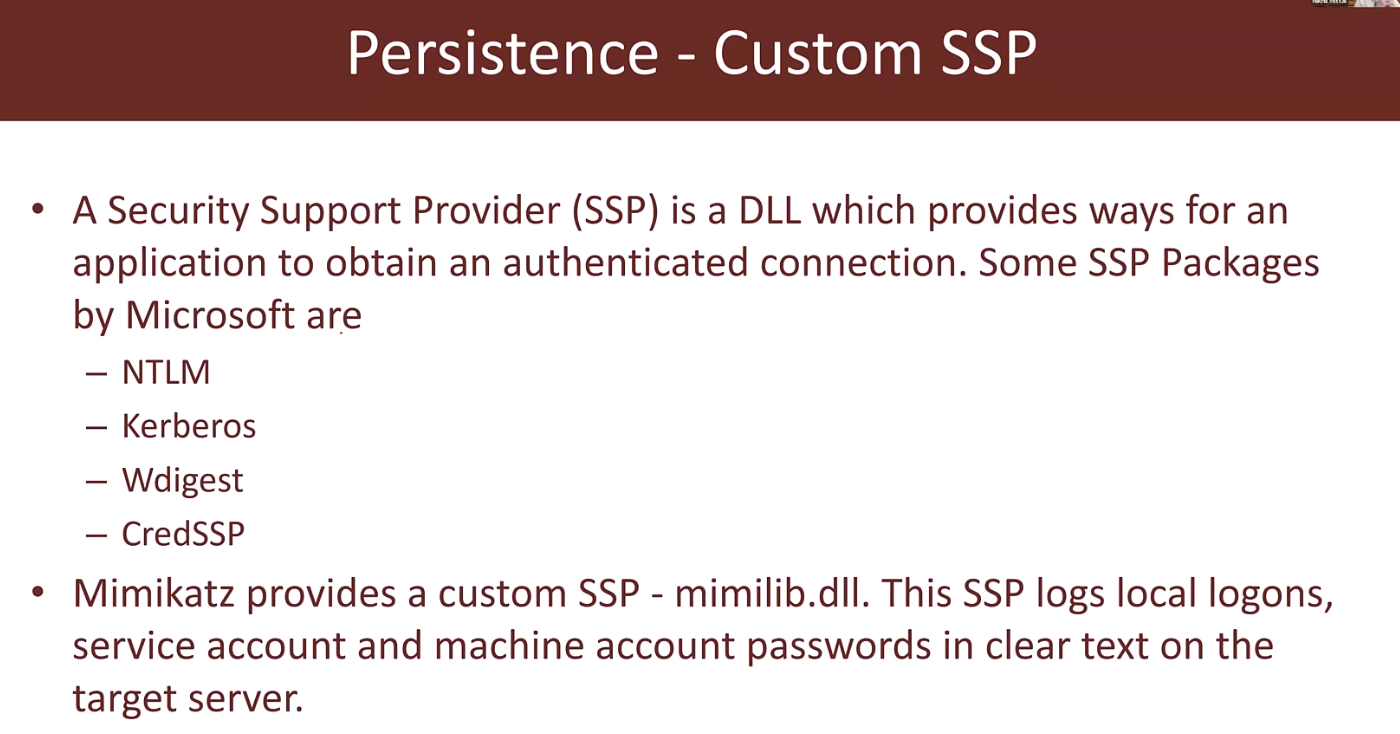 Persistence - Custom SSP
• A Security Support Provider (SSP) is a DLL which provides ways for an
application to obtain an authenticated connection. Some SSP Packages
by Microsoft are
– NTLM
– Kerberos
– Wdigest
– CredSSP
• Mimikatz provides a custom SSP - mimilib.dll. This SSP logs local logons,
service account and machine account passwords in clear text on the
target server.